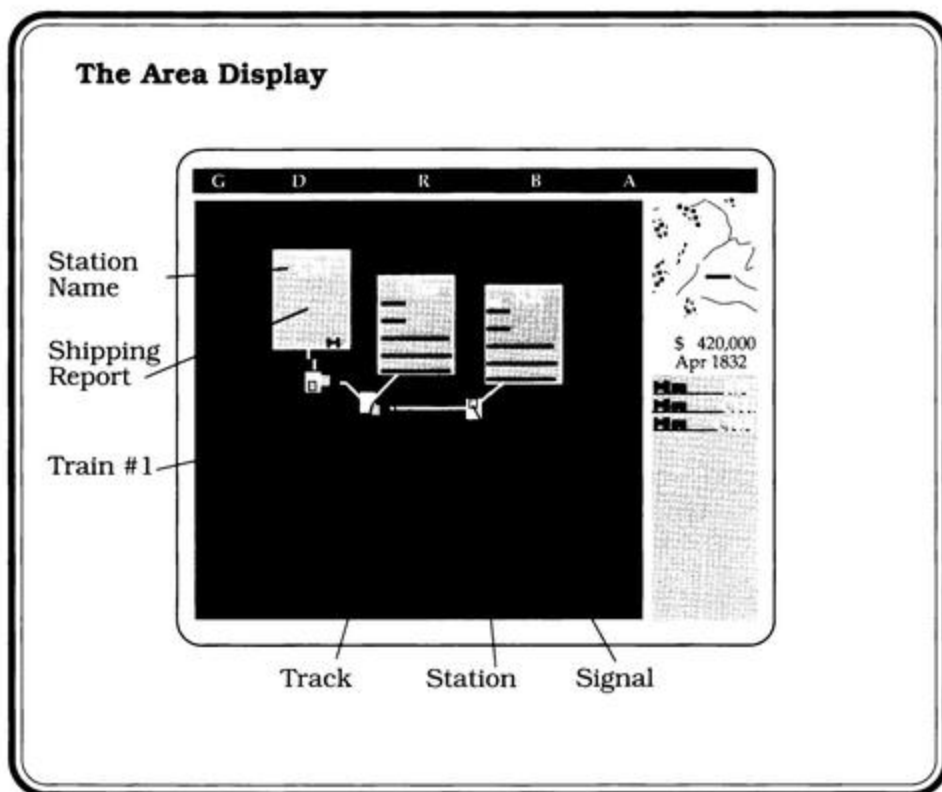 The Area Display
G D R B A
Station
Name
Shipping
Report
$ 420,000
Apr 1832
Train #1
Track Station Signal